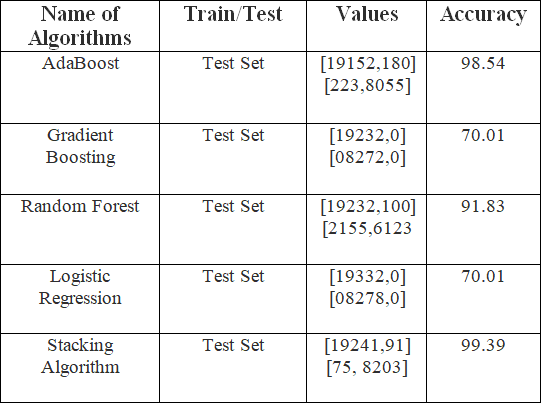 Name of Algorithms Train/Test Values Accuracy
AdaBoost Test Set [19152,180] 98.54
[223,8055]
Gradient Test Set [19232,0] 70.01
Boosting [08272,0]
Random Forest Test Set [19232,100] 91.83
[2155,6123
Logistic Test Set [19332,0] 70.01
Regression [08278,0]
Stacking Test Set [19241,91] 99.39
Algorithm [75, 8203]